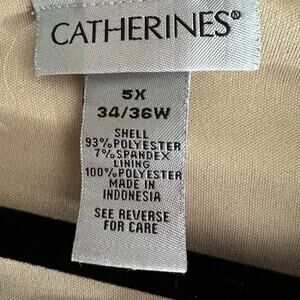 CATHERINES®
5X
34/36W
SHELL
93%POLYESTER
7%SPANDEX
LINING
100%POLYESTER
MADE IN
INDONESIA
SEE REVERSE
FOR CARE